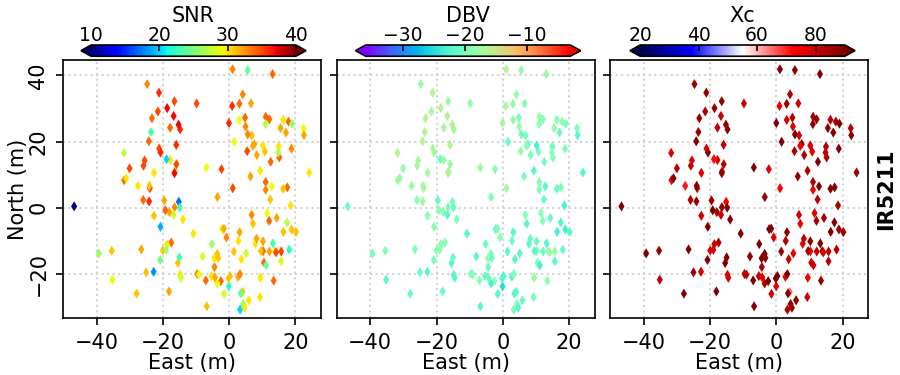 SNR
DBV
Xc
10 20 30 40
−30 −20 −10
20 40 60 80
40
20
0
−20
North (m)
IR5211
−40 −20 0 20
−40 −20 0 20
−40 −20 0 20
East (m)
East (m)
East (m)